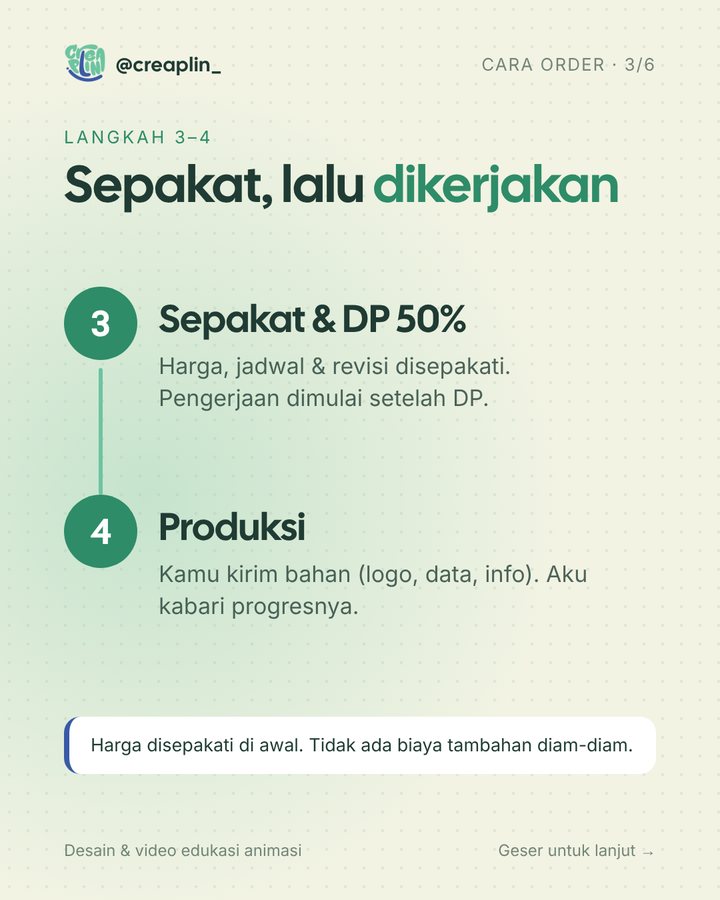 CREAPLIN
@creaplin_
CARA ORDER · 3/6
LANGKAH 3–4
Sepakat, lalu dikerjakan
3
Sepakat & DP 50%
Harga, jadwal & revisi disepakati.
Pengerjaan dimulai setelah DP.
4
Produksi
Kamu kirim bahan (logo, data, info). Aku
kabari progresnya.
Harga disepakati di awal. Tidak ada biaya tambahan diam-diam.
Desain & video edukasi animasi
Geser untuk lanjut →